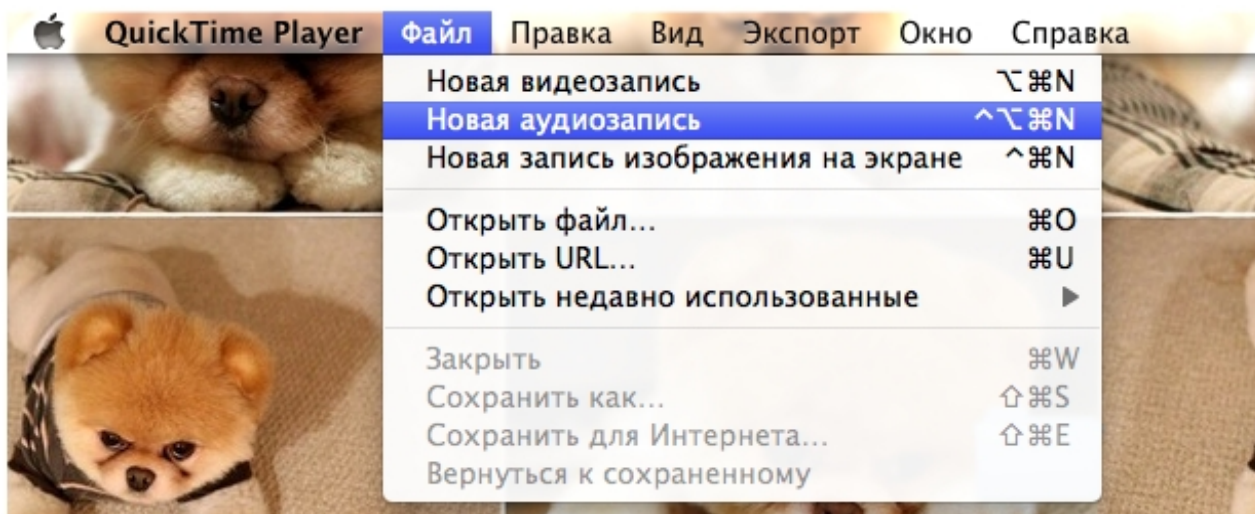 QuickTime Player Файл Правка Вид Экспорт Окно Справка
Новая видеозапись ⌥⌘N
Новая аудиозапись ^⌥⌘N
Новая запись изображения на экране ^⌘N
Открыть файл... ⌘O
Открыть URL... ⌘U
Открыть недавно использованные ▶
Закрыть ⌘W
Сохранить как... ⇧⌘S
Сохранить для Интернета... ⇧⌘E
Вернуться к сохраненному